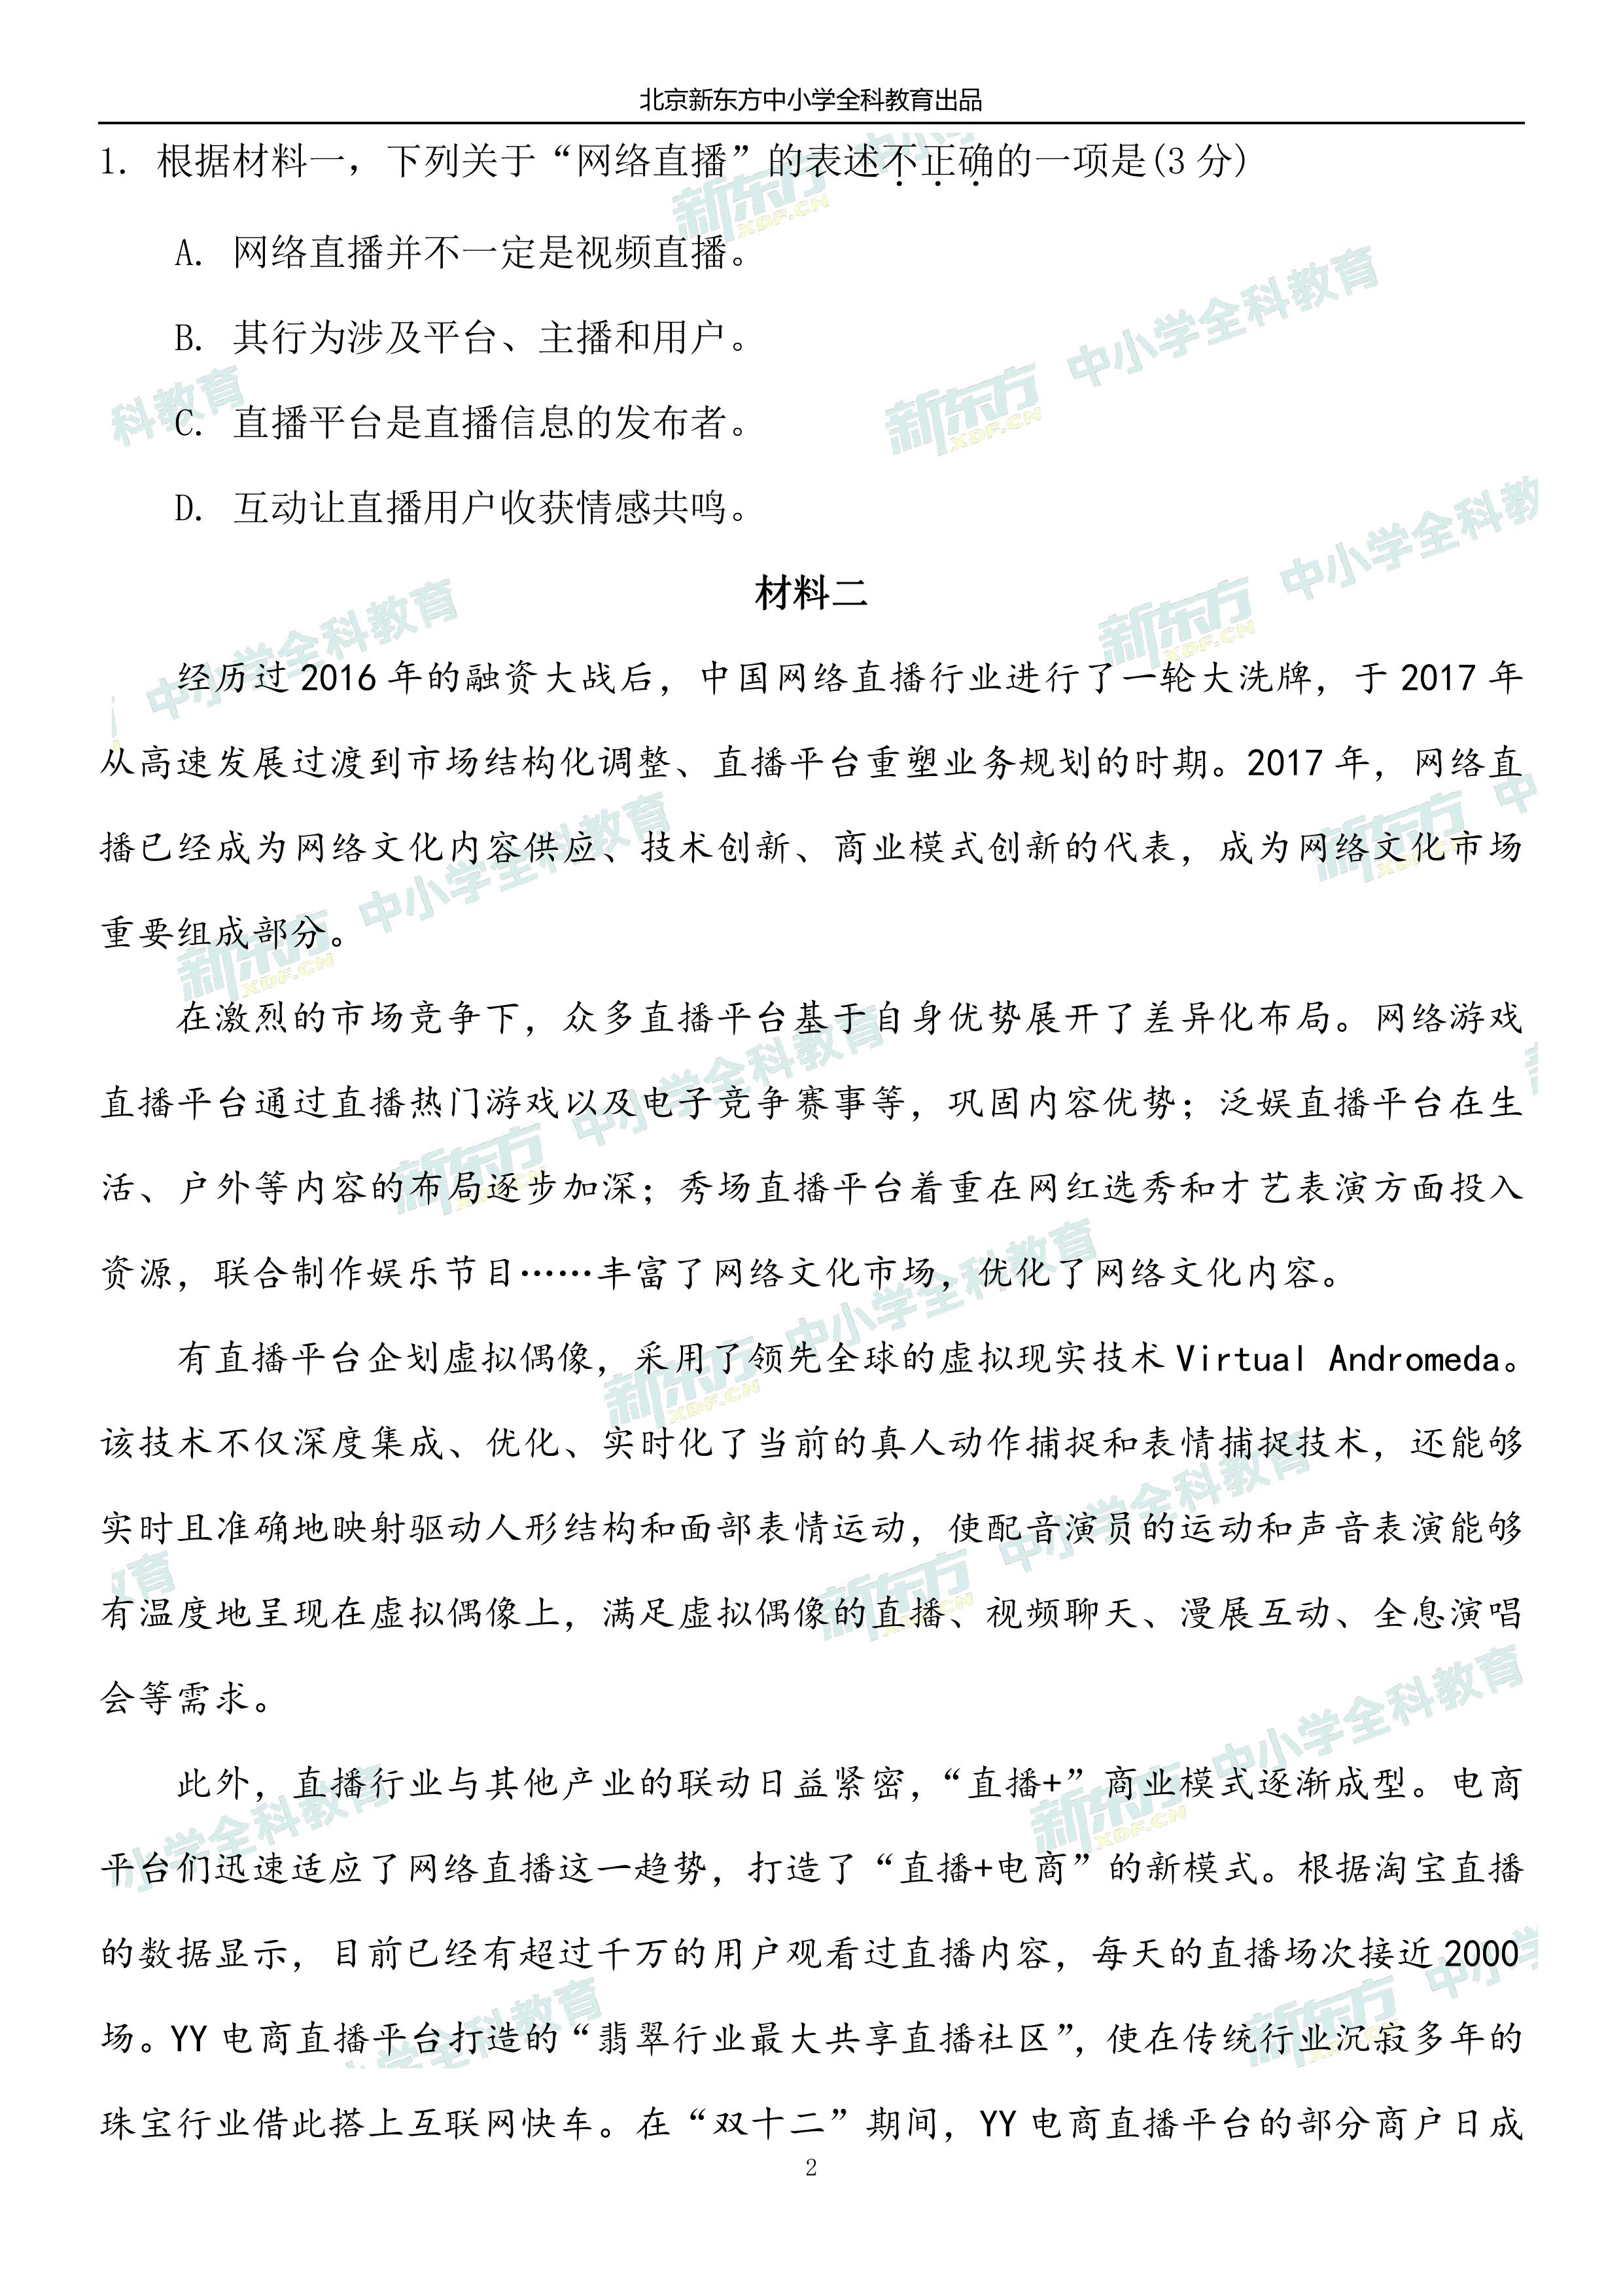 北京新东方中小学全科教育出品
1. 根据材料一，下列关于“网络直播”的表述不正确的一项是(3 分)
A. 网络直播并不一定是视频直播。
B. 其行为涉及平台、主播和用户。
C. 直播平台是直播信息的发布者。
D. 互动让直播用户收获情感共鸣。
材料二
经历过 2016 年的融资大战后，中国网络直播行业进行了一轮大洗牌，于 2017 年
从高速发展过渡到市场结构化调整、直播平台重塑业务规划的时期。2017 年，网络直
播已经成为网络文化内容供应、技术创新、商业模式创新的代表，成为网络文化市场
重要组成部分。
在激烈的市场竞争下，众多直播平台基于自身优势展开了差异化布局。网络游戏
直播平台通过直播热门游戏以及电子竞争赛事等，巩固内容优势；泛娱直播平台在生
活、户外等内容的布局逐步加深；秀场直播平台着重在网红选秀和才艺表演方面投入
资源，联合制作娱乐节目……丰富了网络文化市场，优化了网络文化内容。
有直播平台企划虚拟偶像，采用了领先全球的虚拟现实技术 Virtual Andromeda。
该技术不仅深度集成、优化、实时化了当前的真人动作捕捉和表情捕捉技术，还能够
实时且准确地映射驱动人形结构和面部表情运动，使配音演员的运动和声音表演能够
有温度地呈现在虚拟偶像上，满足虚拟偶像的直播、视频聊天、漫展互动、全息演唱
会等需求。
此外，直播行业与其他产业的联动日益紧密，“直播+”商业模式逐渐成型。电商
平台们迅速适应了网络直播这一趋势，打造了“直播+电商”的新模式。根据淘宝直播
的数据显示，目前已经有超过千万的用户观看过直播内容，每天的直播场次接近 2000
场。YY 电商直播平台打造的“翡翠行业最大共享直播社区”，使在传统行业沉寂多年的
珠宝行业借此搭上互联网快车。在“双十二”期间，YY 电商直播平台的部分商户日成
2